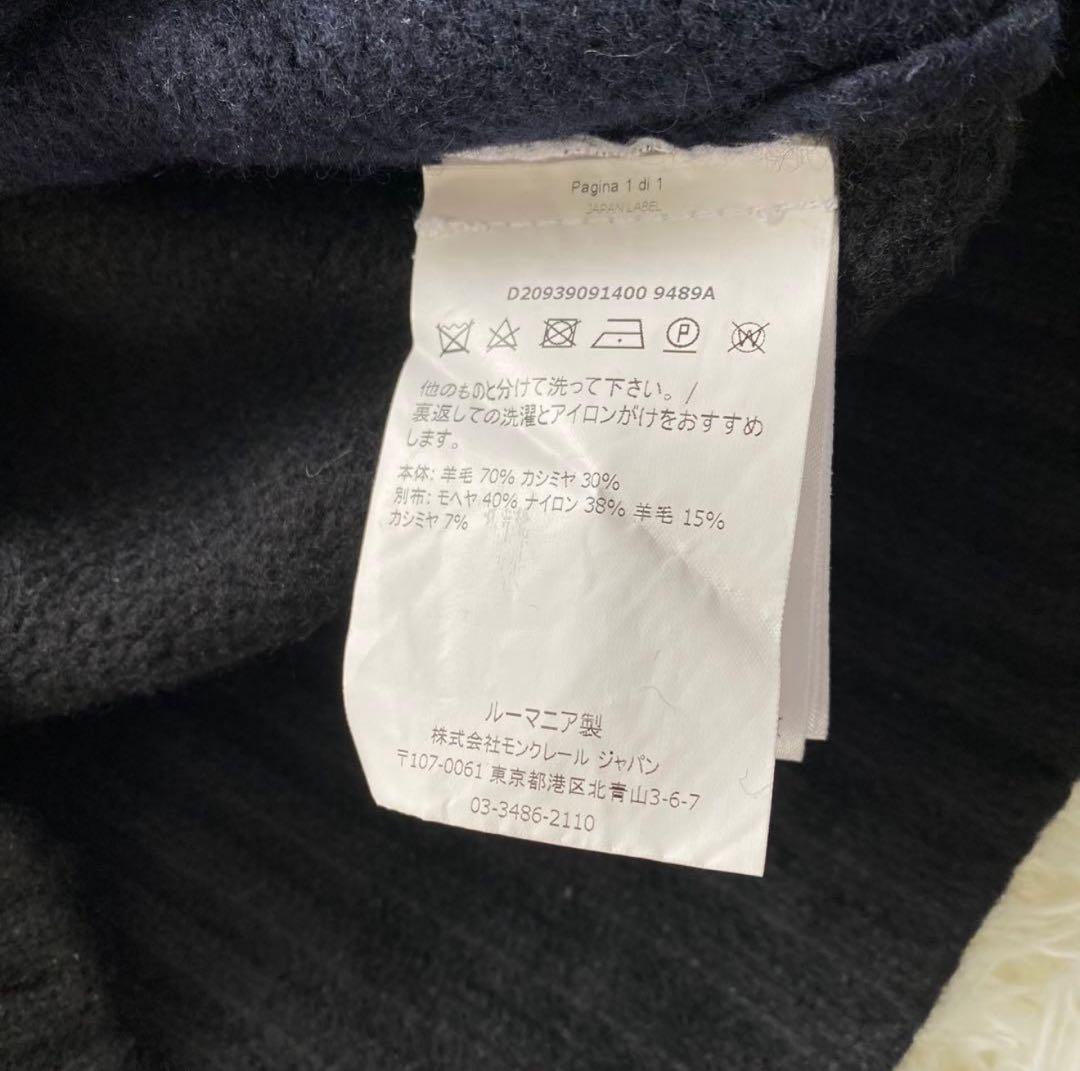 Pagina 1 di 1
JAPAN LABEL
D20939091400 9489A
P
W
他のものと分けて洗って下さい。/
裏返しての洗濯とアイロンがけをおすすめ
します。
本体: 羊毛 70% カシミヤ 30%
別布: モヘヤ 40% ナイロン 38% 羊毛 15%
カシミヤ 7%
ルーマニア製
株式会社モンクレール ジャパン
〒107-0061 東京都港区北青山3-6-7
03-3486-2110